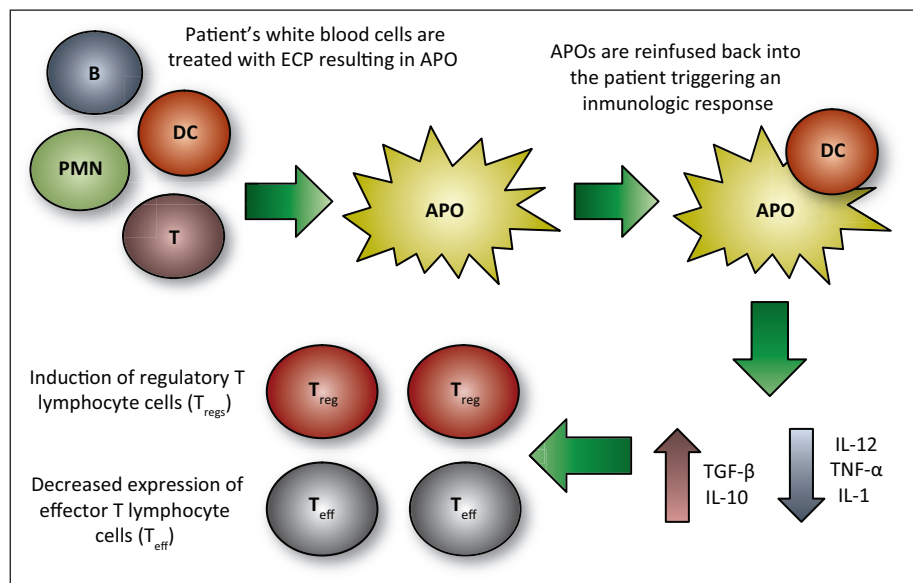 Patient’s white blood cells are
treated with ECP resulting in APO
APOs are reinfused back into
the patient triggering an
inmunologic response
B
DC
PMN
T
APO
DC
APO
Induction of regulatory T
lymphocyte cells (Tregs)
Treg
Treg
Decreased expression of
effector T lymphocyte
cells (Teff)
Teff
Teff
TGF-β
IL-10
IL-12
TNF-α
IL-1